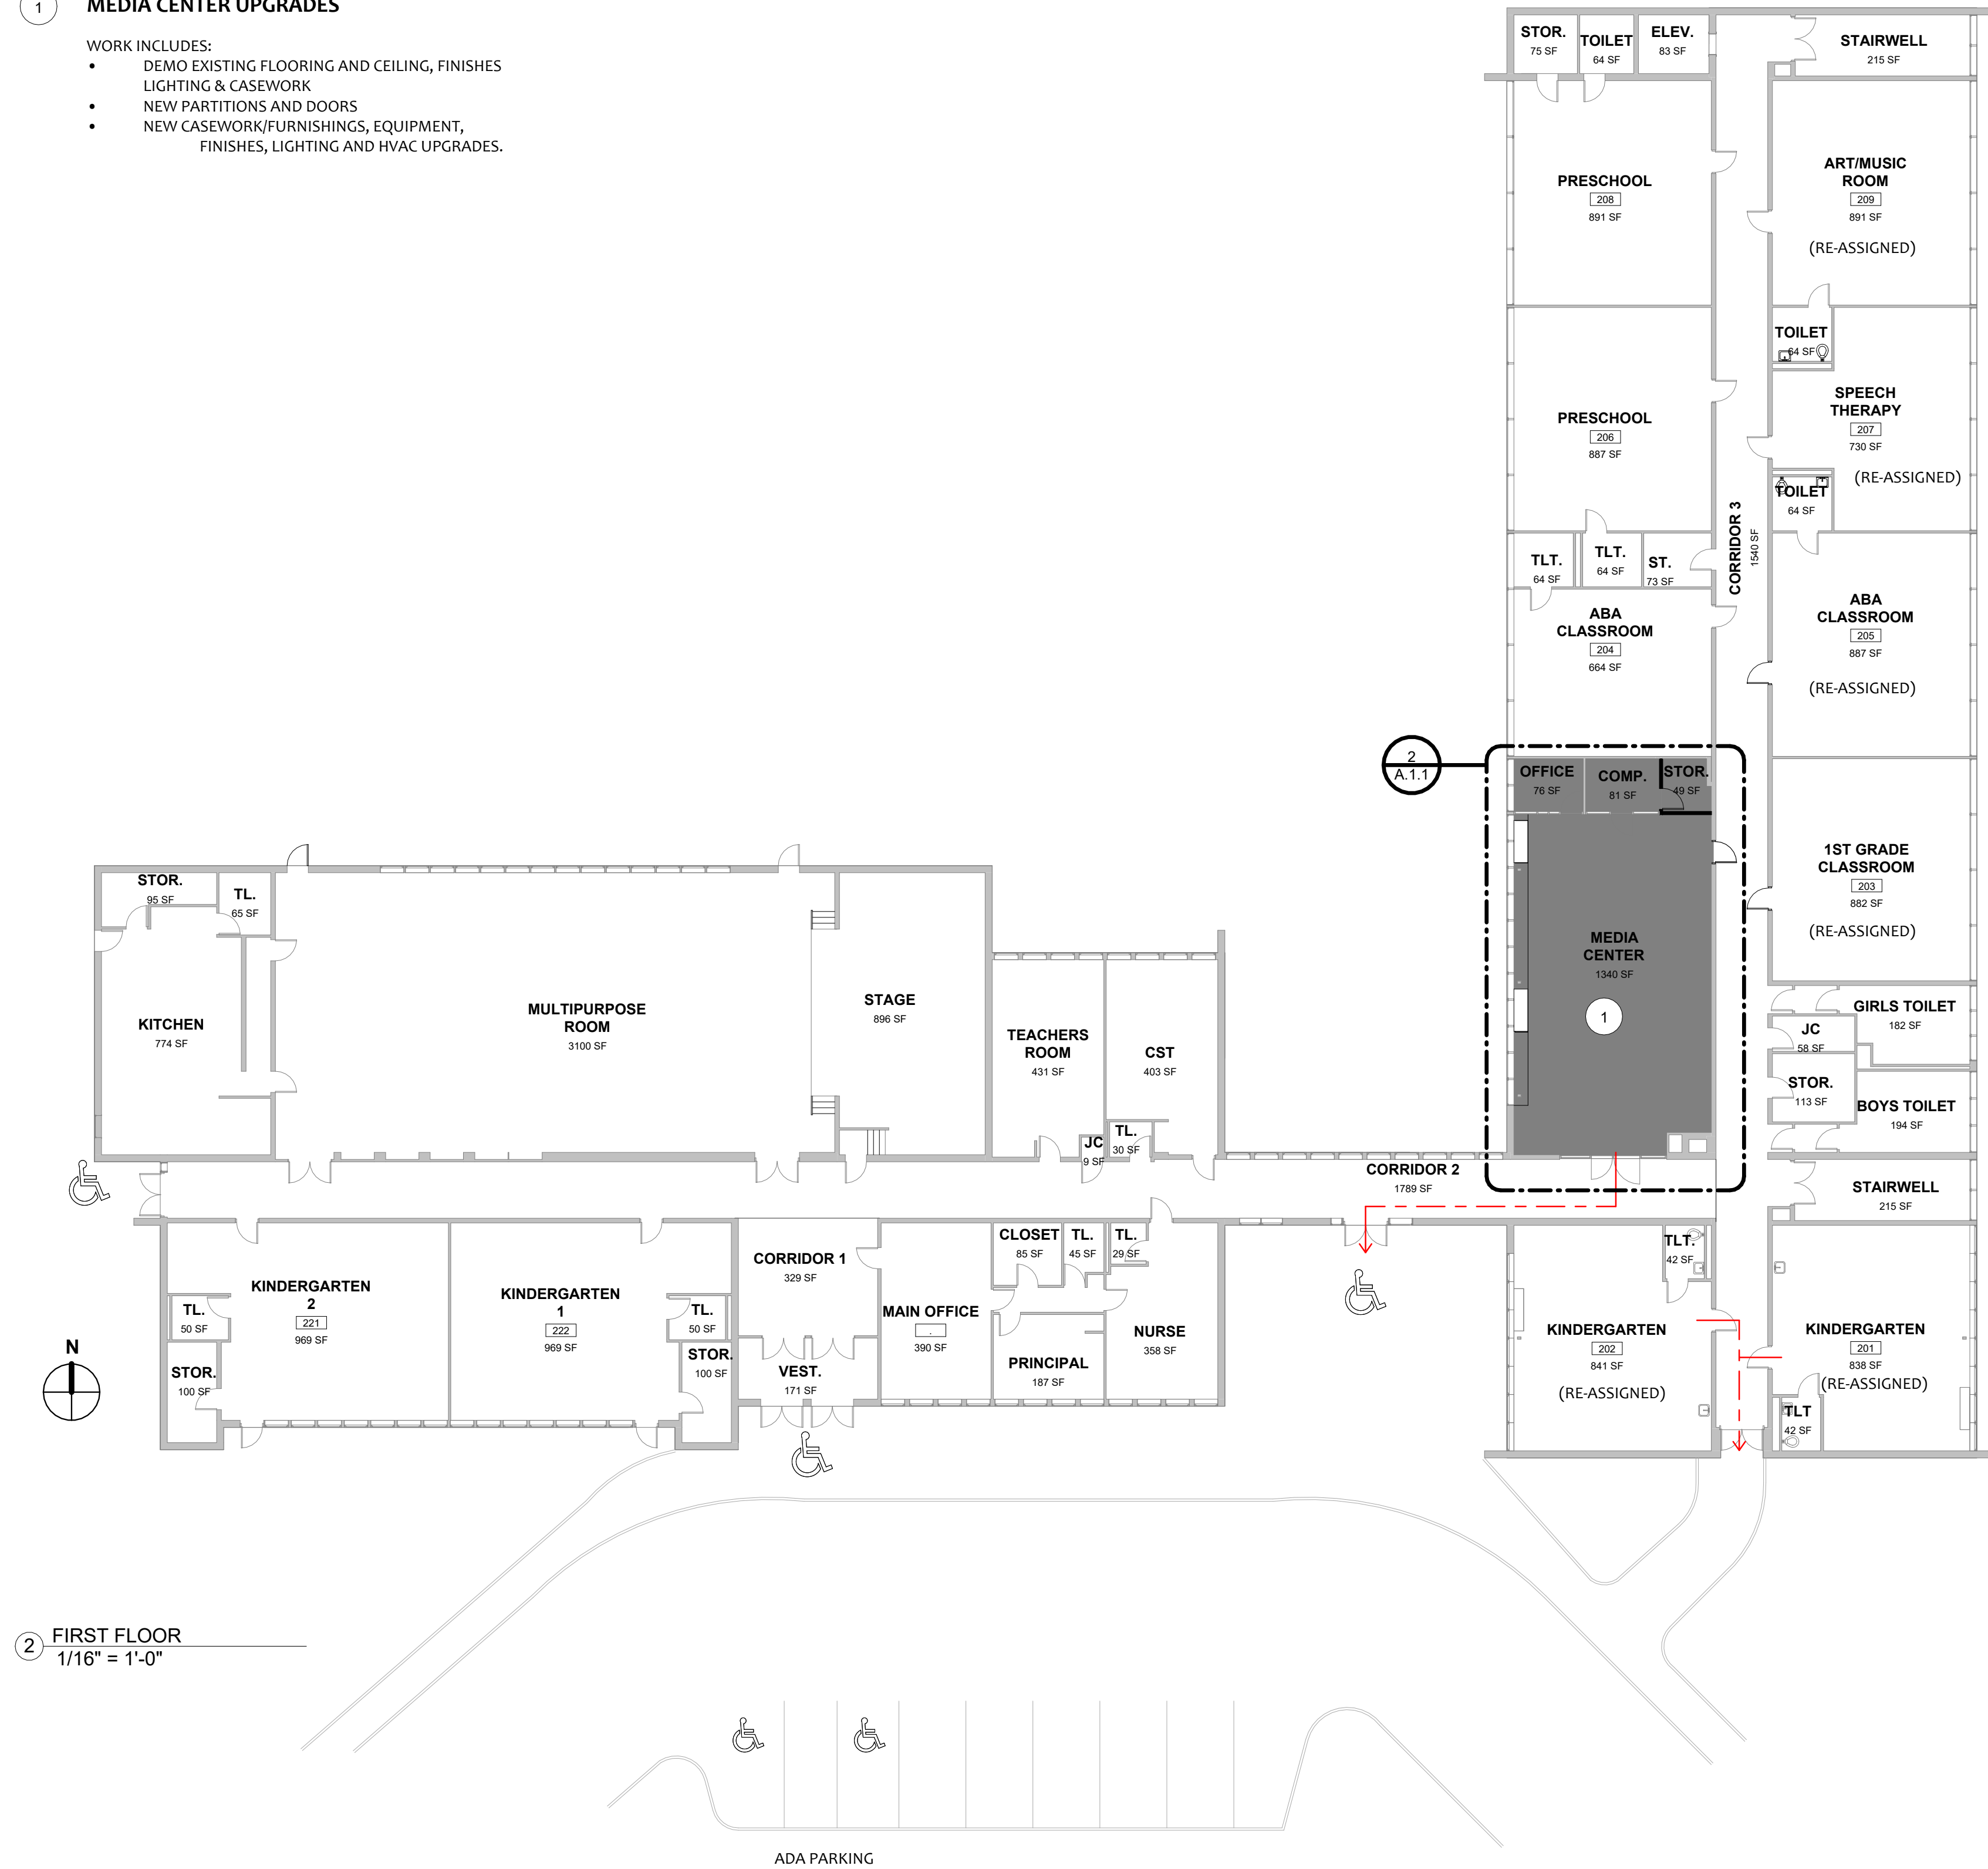 1
MEDIA CENTER UPGRADES
WORK INCLUDES:
• DEMO EXISTING FLOORING AND CEILING, FINISHES
LIGHTING & CASEWORK
• NEW PARTITIONS AND DOORS
• NEW CASEWORK/FURNISHINGS, EQUIPMENT,
FINISHES, LIGHTING AND HVAC UPGRADES.
STOR.
75 SF
TOILET
64 SF
ELEV.
83 SF
STAIRWELL
215 SF
PRESCHOOL
208
891 SF
ART/MUSIC
ROOM
209
891 SF
(RE-ASSIGNED)
TOILET
64 SF
PRESCHOOL
206
887 SF
SPEECH
THERAPY
207
730 SF
(RE-ASSIGNED)
TOILET
64 SF
CORRIDOR 3
1540 SF
TLT.
64 SF
TLT.
64 SF
ST.
73 SF
ABA
CLASSROOM
204
664 SF
ABA
CLASSROOM
205
887 SF
(RE-ASSIGNED)
2
A.1.1
OFFICE
76 SF
COMP.
81 SF
STOR.
49 SF
1ST GRADE
CLASSROOM
203
882 SF
(RE-ASSIGNED)
MEDIA
CENTER
1340 SF
1
STOR.
95 SF
TL.
65 SF
KITCHEN
774 SF
MULTIPURPOSE
ROOM
3100 SF
STAGE
896 SF
TEACHERS
ROOM
431 SF
CST
403 SF
JC
9 SF
TL.
30 SF
GIRLS TOILET
182 SF
JC
58 SF
STOR.
113 SF
BOYS TOILET
194 SF
CORRIDOR 2
1789 SF
STAIRWELL
215 SF
KINDERGARTEN
2
221
969 SF
TL.
50 SF
STOR.
100 SF
KINDERGARTEN
1
222
969 SF
TL.
50 SF
STOR.
100 SF
CORRIDOR 1
329 SF
VEST.
171 SF
MAIN OFFICE
.
390 SF
CLOSET
85 SF
TL.
45 SF
TL.
29 SF
PRINCIPAL
187 SF
NURSE
358 SF
TLT.
42 SF
KINDERGARTEN
202
841 SF
(RE-ASSIGNED)
KINDERGARTEN
201
838 SF
(RE-ASSIGNED)
TLT
42 SF
N
2
FIRST FLOOR
1/16" = 1'-0"
ADA PARKING